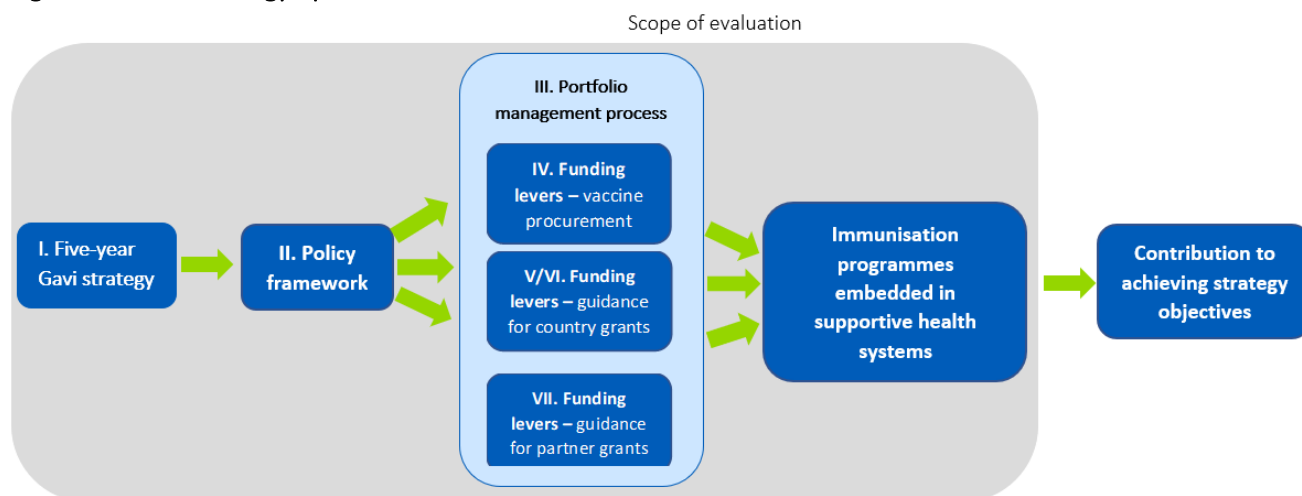 Scope of evaluation
III. Portfolio
management process
IV. Funding
levers – vaccine
procurement
I. Five-year
Gavi strategy
II. Policy
framework
V/VI. Funding
levers – guidance
for country grants
VII. Funding
levers – guidance
for partner grants
Immunisation
programmes
embedded in
supportive health
systems
Contribution to
achieving strategy
objectives